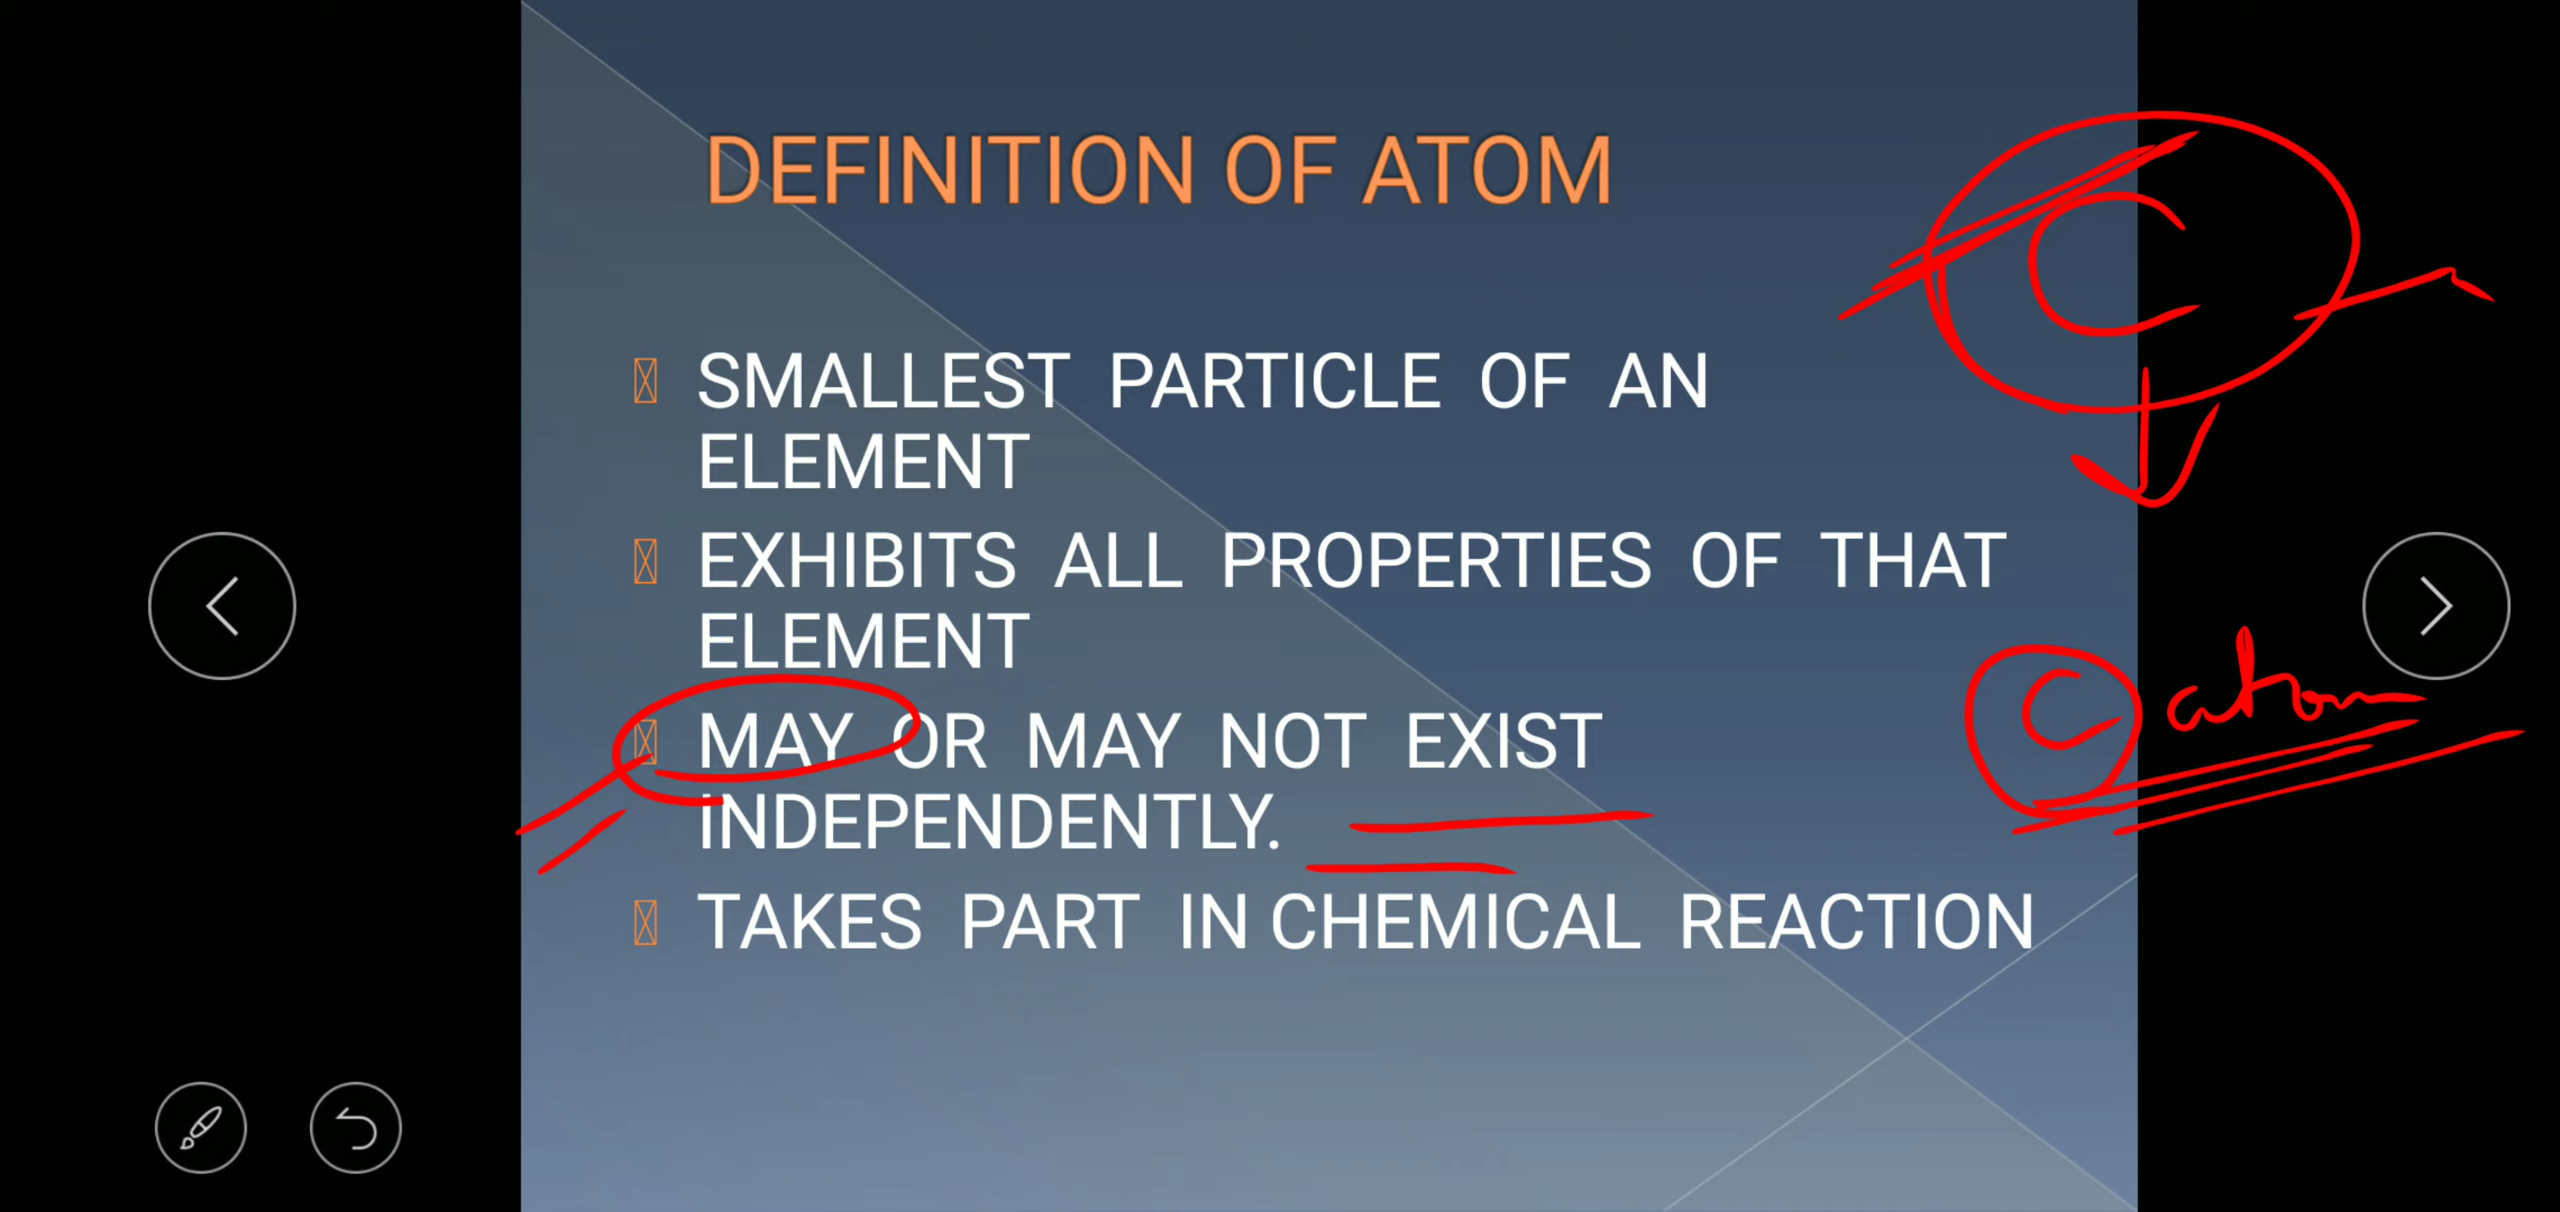 DEFINITION OF ATOM
C
SMALLEST PARTICLE OF AN
ELEMENT
EXHIBITS ALL PROPERTIES OF THAT
ELEMENT
C atom
MAY OR MAY NOT EXIST
INDEPENDENTLY.
TAKES PART IN CHEMICAL REACTION